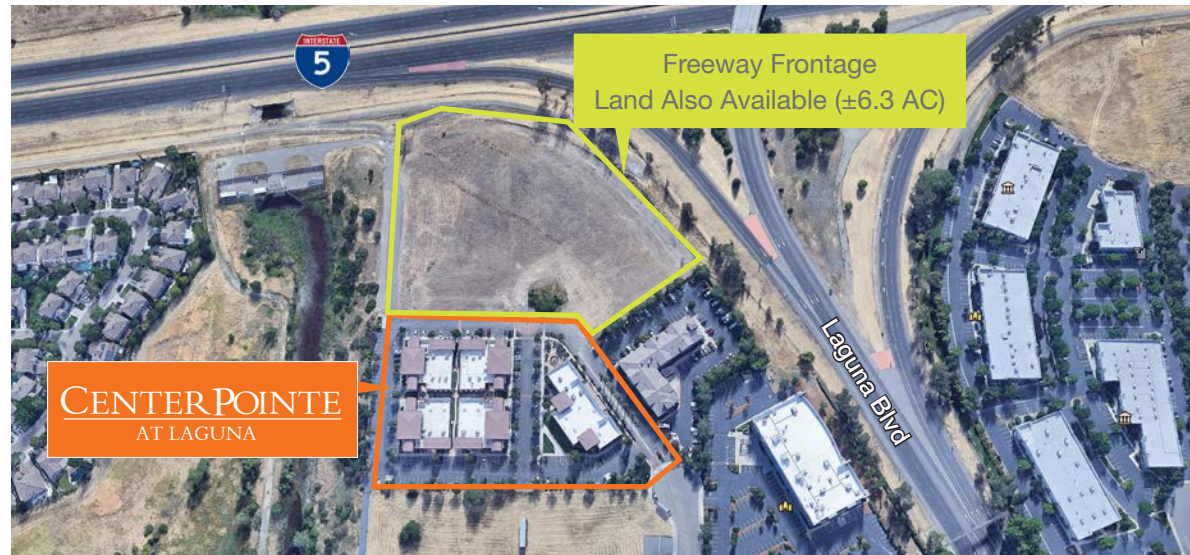 INTERSTATE
5
Freeway Frontage
Land Also Available (±6.3 AC)
CENTERPOINTE
AT LAGUNA
Laguna Blvd